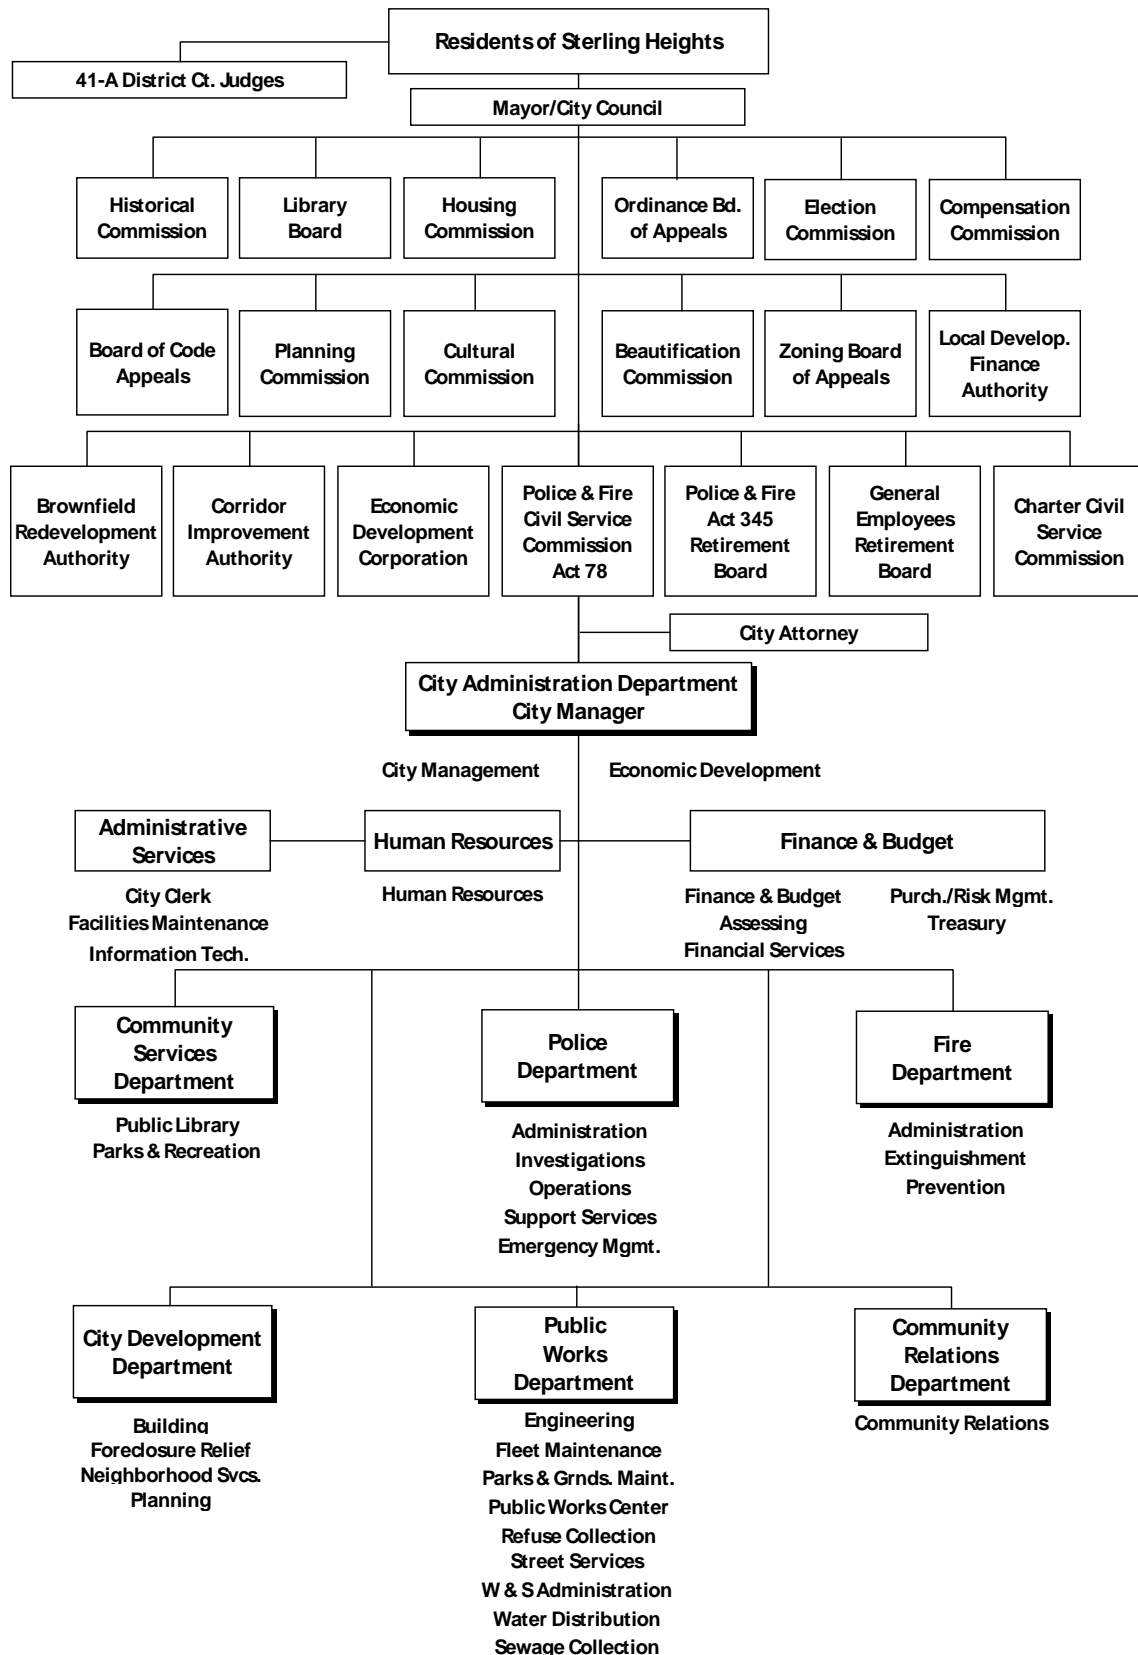 Residents of Sterling Heights
41-A District Ct. Judges
Mayor/City Council
Historical
Commission
Library
Board
Housing
Commission
Ordinance Bd.
of Appeals
Election
Commission
Compensation
Commission
Board of Code
Appeals
Planning
Commission
Cultural
Commission
Beautification
Commission
Zoning Board
of Appeals
Local Develop.
Finance
Authority
Brownfield
Redevelopment
Authority
Corridor
Improvement
Authority
Economic
Development
Corporation
Police & Fire
Civil Service
Commission
Act 78
Police & Fire
Act 345
Retirement
Board
General
Employees
Retirement
Board
Charter Civil
Service
Commission
City Attorney
City Administration Department
City Manager
City Management
Economic Development
Administrative
Services
Human Resources
Finance & Budget
City Clerk
Facilities Maintenance
Information Tech.
Human Resources
Finance & Budget
Assessing
Financial Services
Purch./Risk Mgmt.
Treasury
Community
Services
Department
Police
Department
Fire
Department
Public Library
Parks & Recreation
Administration
Investigations
Operations
Support Services
Emergency Mgmt.
Administration
Extinguishment
Prevention
City Development
Department
Public
Works
Department
Community
Relations
Department
Building
Foreclosure Relief
Neighborhood Svcs.
Planning
Engineering
Fleet Maintenance
Parks & Grnds. Maint.
Public Works Center
Refuse Collection
Street Services
W & S Administration
Water Distribution
Sewage Collection
Community Relations